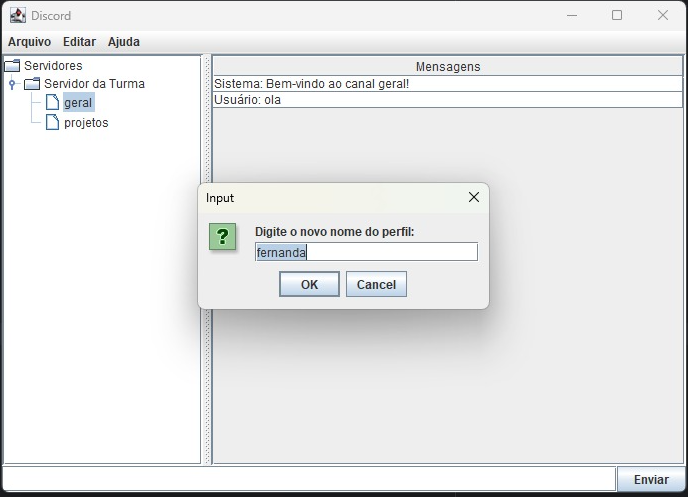 Discord
Arquivo Editar Ajuda
Servidores
Servidor da Turma
geral
projetos
Mensagens
Sistema: Bem-vindo ao canal geral!
Usuário: ola
Input
?
Digite o novo nome do perfil:
fernanda
OK Cancel
Enviar